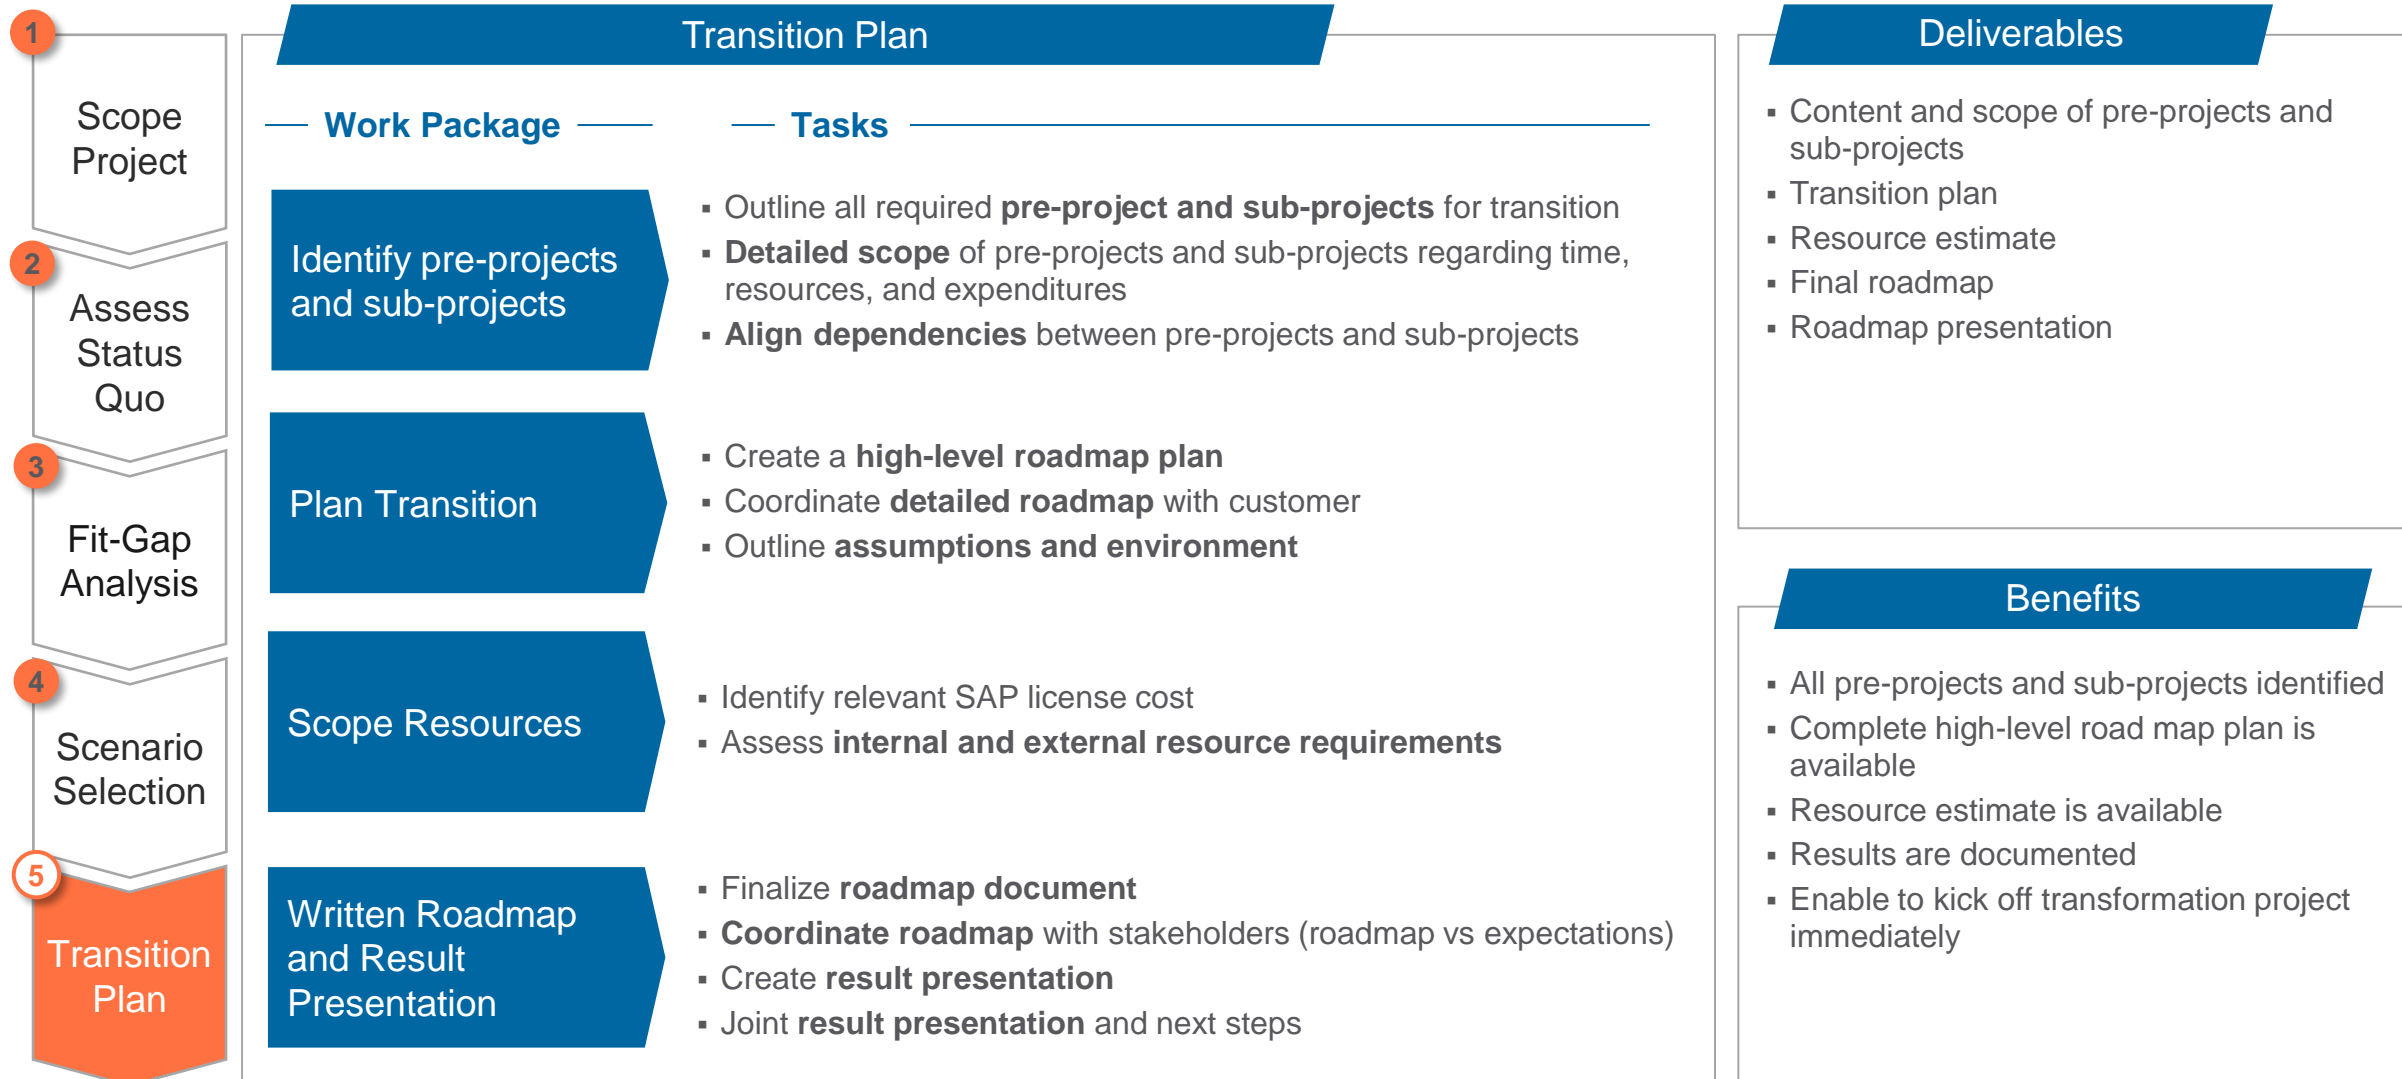 1
Scope
Project
2
Assess
Status
Quo
3
Fit-Gap
Analysis
4
Scenario
Selection
5
Transition
Plan
Transition Plan
Work Package
Tasks
Identify pre-projects
and sub-projects
▪ Outline all required pre-project and sub-projects for transition
▪ Detailed scope of pre-projects and sub-projects regarding time,
resources, and expenditures
▪ Align dependencies between pre-projects and sub-projects
Plan Transition
▪ Create a high-level roadmap plan
▪ Coordinate detailed roadmap with customer
▪ Outline assumptions and environment
Scope Resources
▪ Identify relevant SAP license cost
▪ Assess internal and external resource requirements
Written Roadmap
and Result
Presentation
▪ Finalize roadmap document
▪ Coordinate roadmap with stakeholders (roadmap vs expectations)
▪ Create result presentation
▪ Joint result presentation and next steps
Deliverables
▪ Content and scope of pre-projects and
sub-projects
▪ Transition plan
▪ Resource estimate
▪ Final roadmap
▪ Roadmap presentation
Benefits
▪ All pre-projects and sub-projects identified
▪ Complete high-level road map plan is
available
▪ Resource estimate is available
▪ Results are documented
▪ Enable to kick off transformation project
immediately